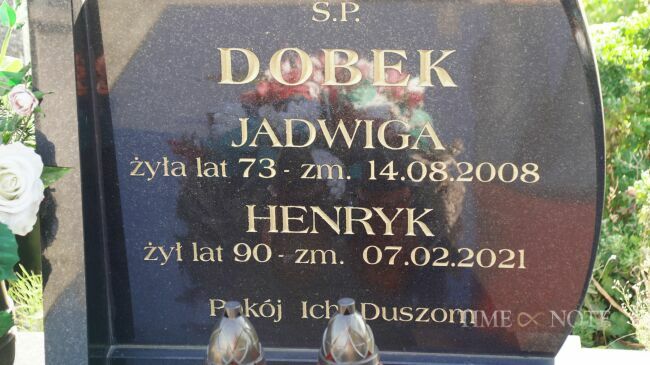 S.P.
DOBEK
JADWIGA
żyła lat 73 - zm. 14.08.2008
HENRYK
żył lat 90 - zm. 07.02.2021
Pokój Ich Duszom
TIME ∞ NOTE